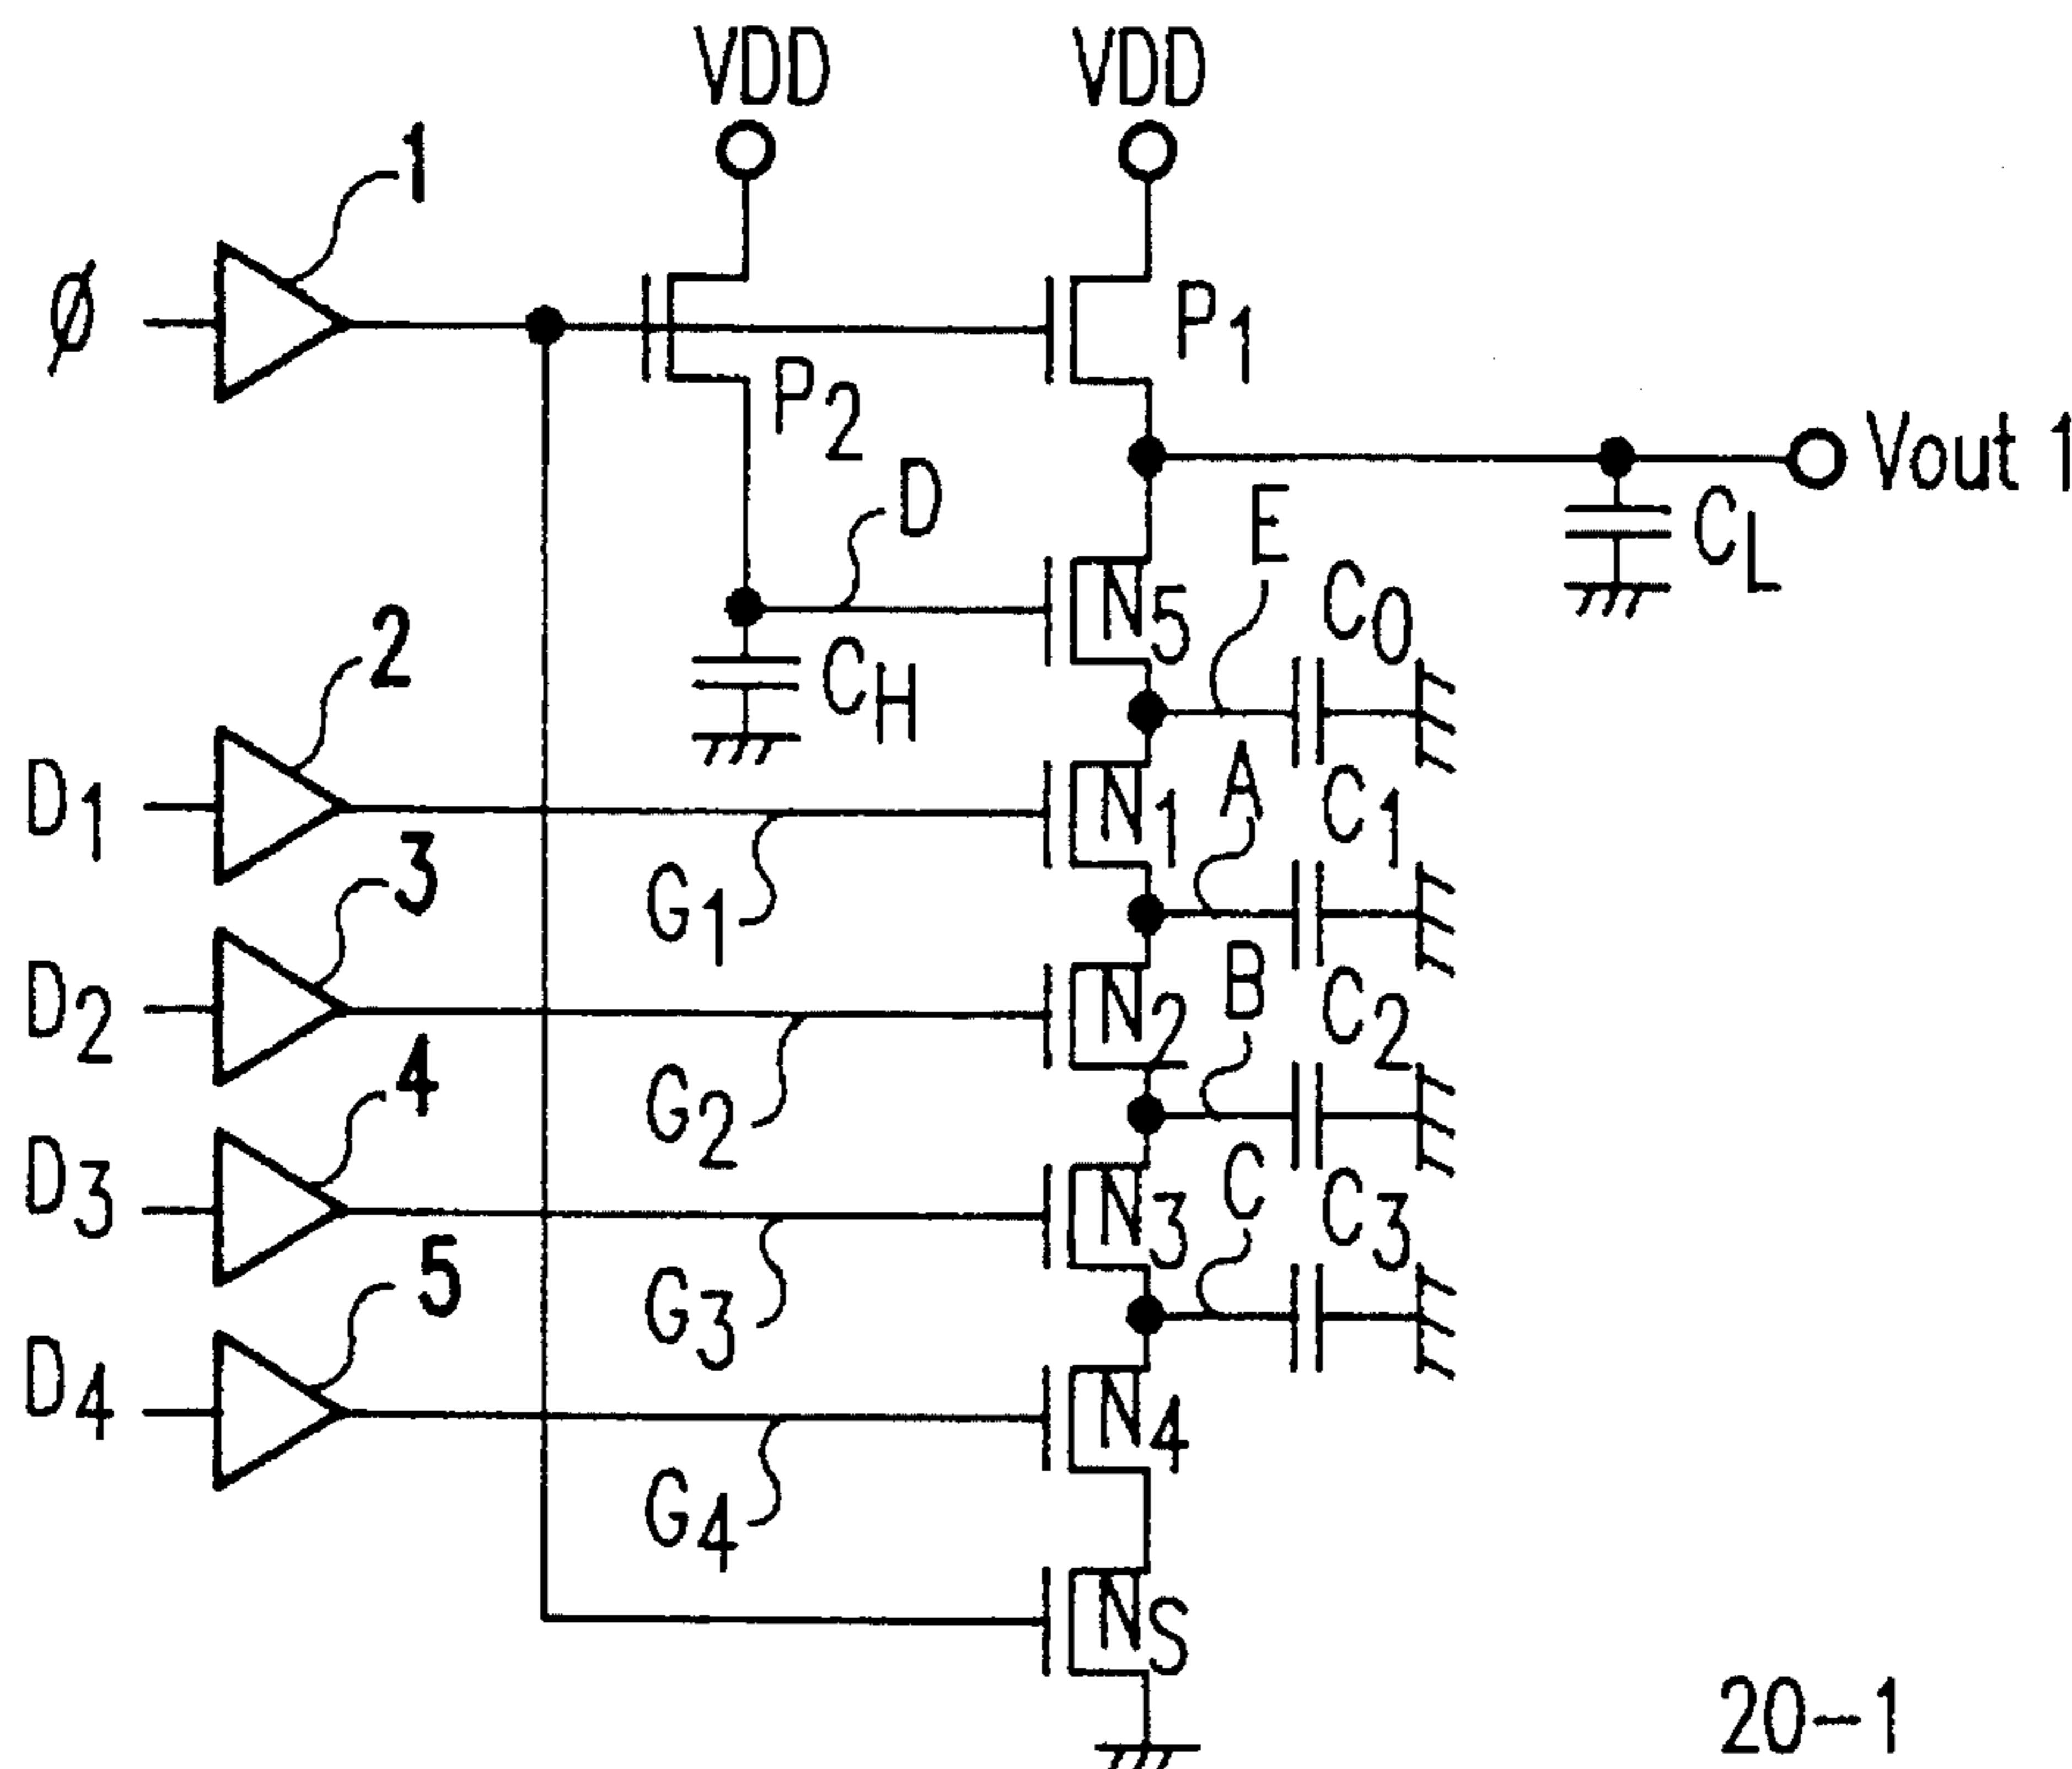 VDD VDD
1
Ø
P1
P2
Vout 1
D
E
CL
N5
C0
2
CH
D1
A
N1
C1
3
G1
D2
B
N2
C2
4
G2
D3
C
N3
C3
5
G3
D4
N4
G4
NS
20-1